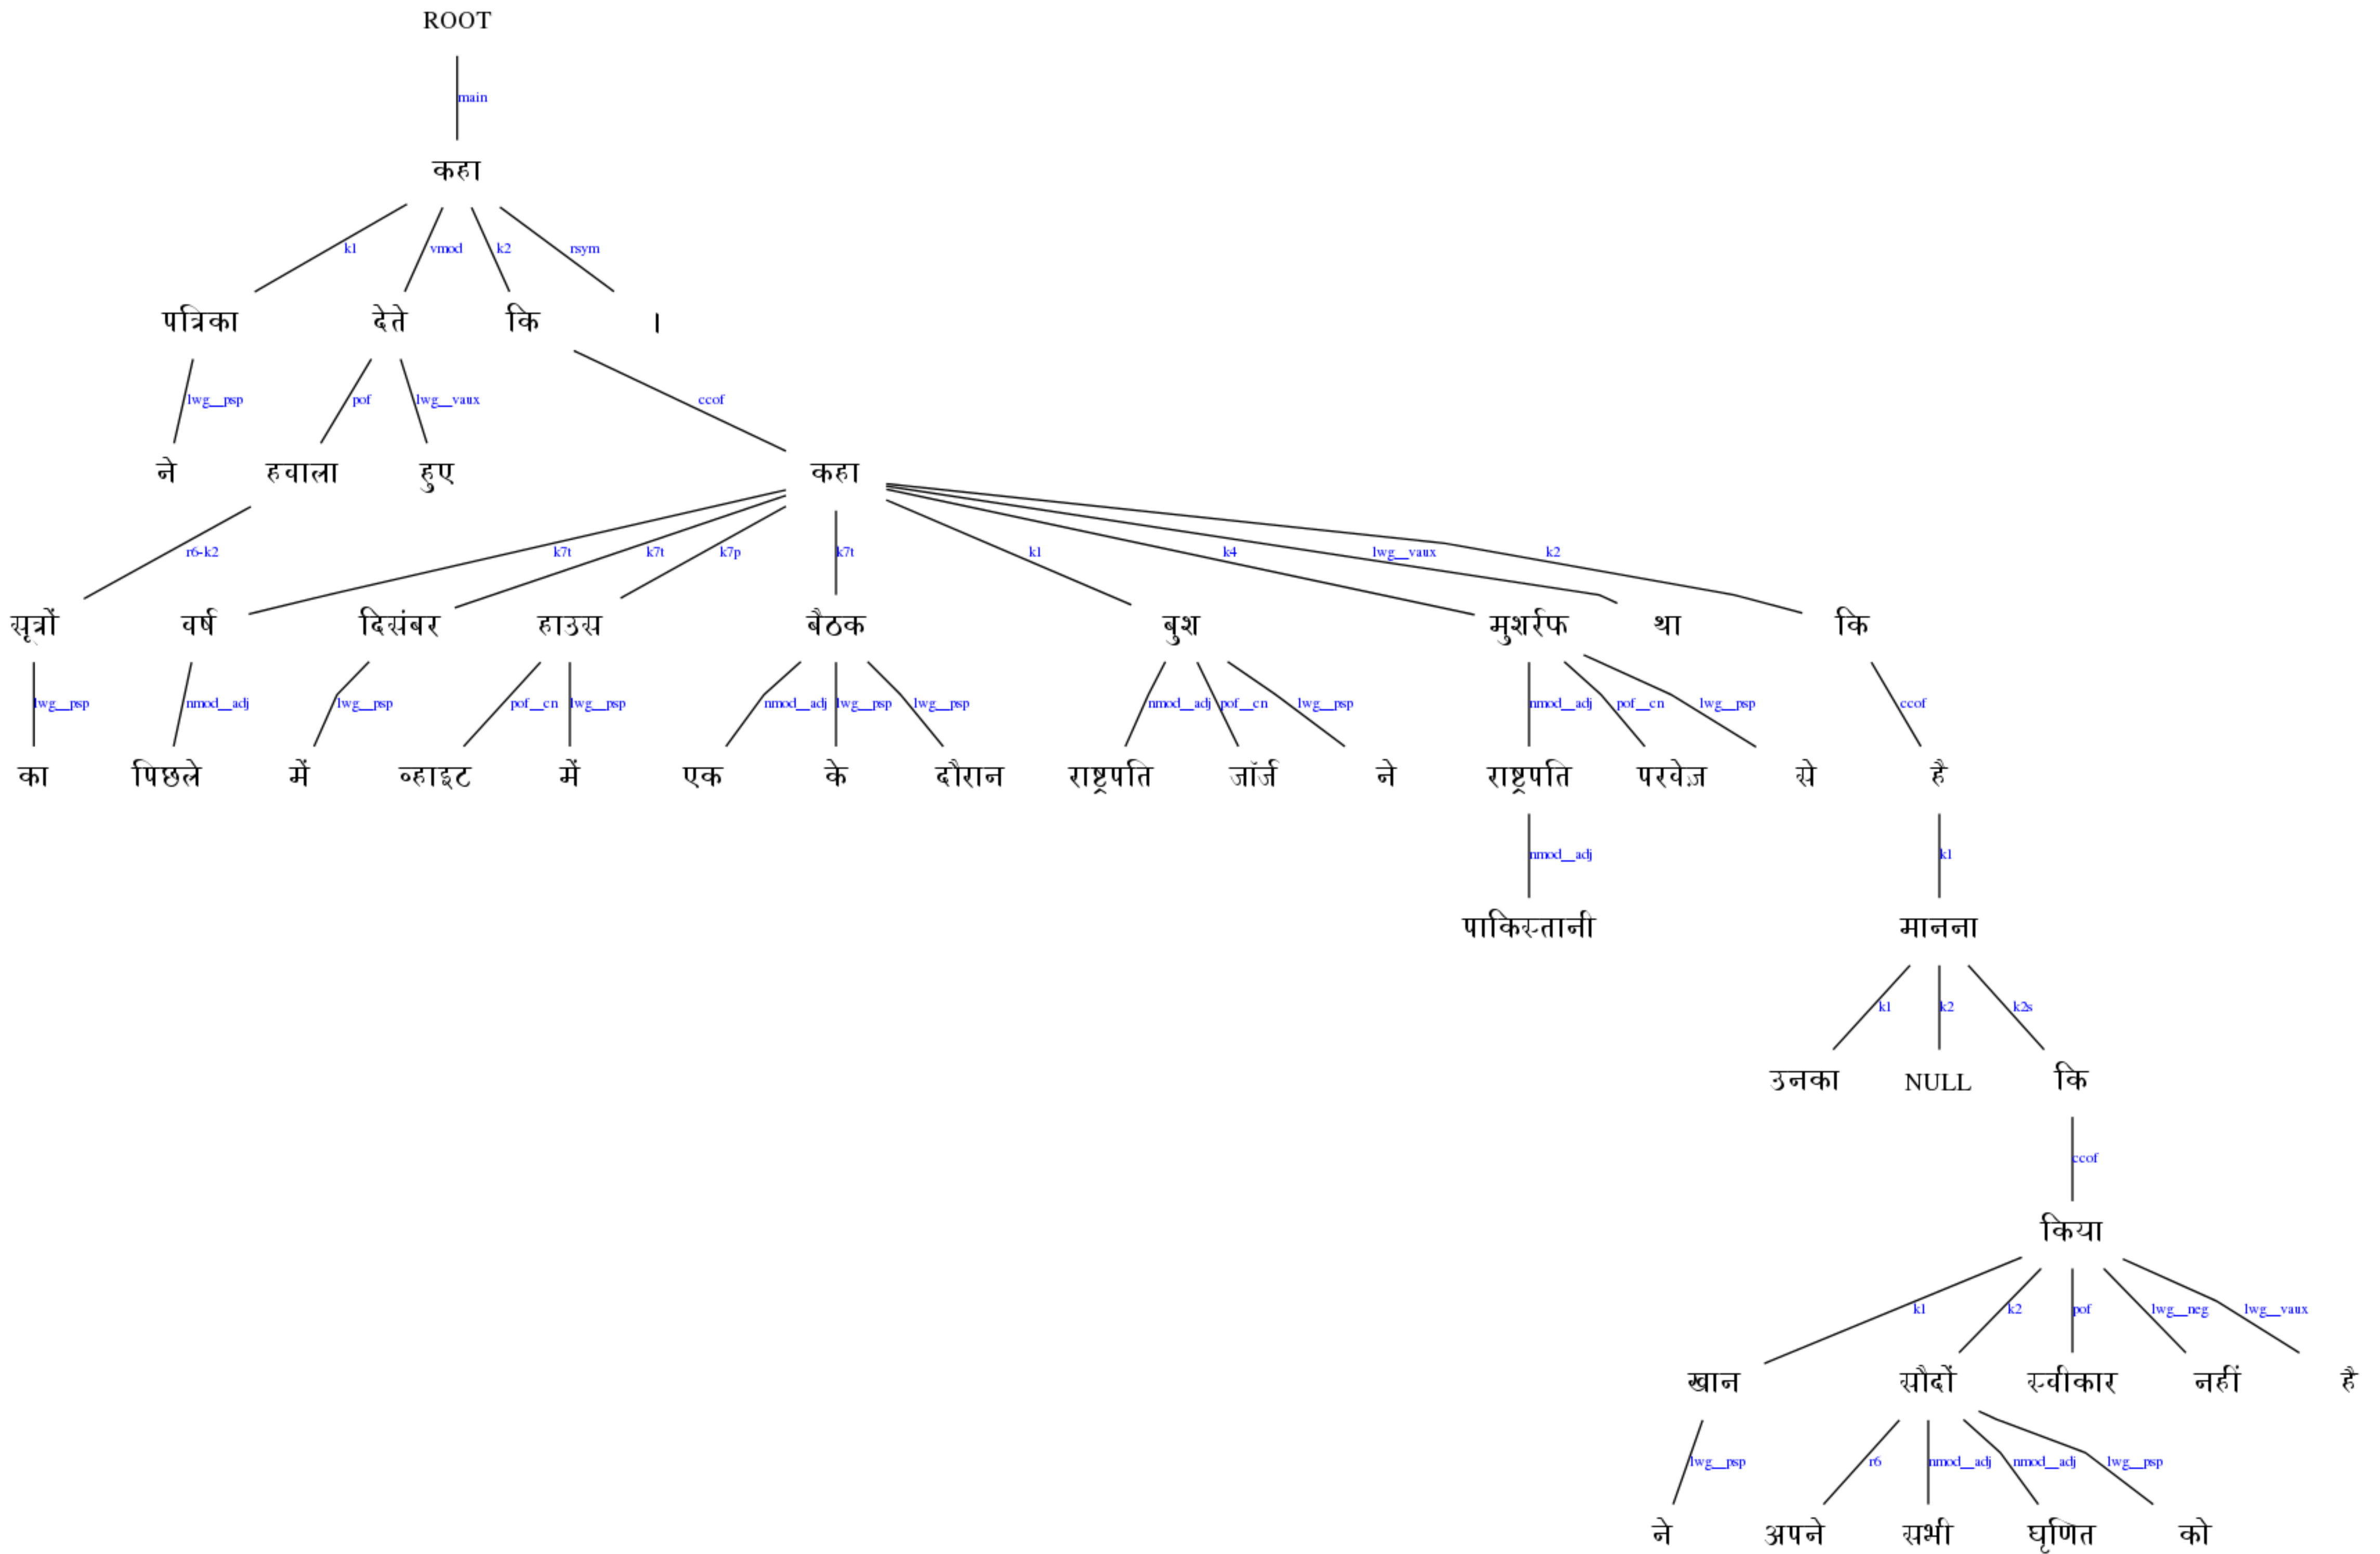 ROOT
main
कहा
k1 vmod k2 rsym
पत्रिका देते कि ।
lwg__psp pof lwg__vaux ccof
ने हवाला हुए कहा
r6-k2 k7t k7t k7p k7t k1 k4 lwg__vaux k2
सूत्रों वर्ष दिसंबर हाउस बैठक बुश मुशर्रफ था कि
lwg__psp nmod__adj lwg__psp pof__cn lwg__psp nmod__adj lwg__psp lwg__psp nmod__adj pof__cn lwg__psp nmod__adj pof__cn lwg__psp ccof
का पिछले में व्हाइट में एक के दौरान राष्ट्रपति जॉर्ज ने राष्ट्रपति परवेज़ से है
nmod__adj k1
पाकिस्तानी मानना
k1 k2 k2s
उनका NULL कि
ccof
किया
k1 k2 pof lwg__neg lwg__vaux
खान सौदों स्वीकार नहीं है
lwg__psp r6 nmod__adj nmod__adj lwg__psp
ने अपने सभी घृणित को